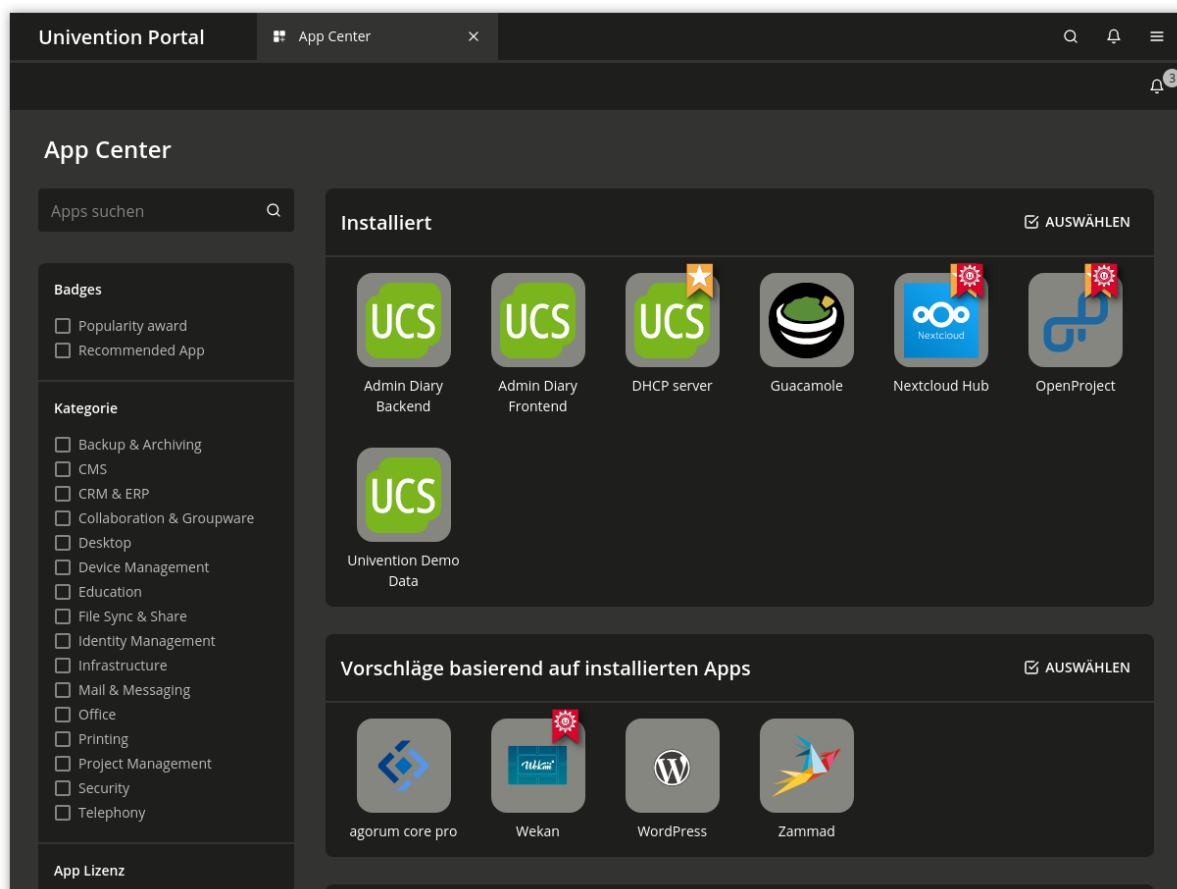 Univention Portal
App Center
3
App Center
Apps suchen
Badges
Popularity award
Recommended App
Kategorie
Backup & Archiving
CMS
CRM & ERP
Collaboration & Groupware
Desktop
Device Management
Education
File Sync & Share
Identity Management
Infrastructure
Mail & Messaging
Office
Printing
Project Management
Security
Telephony
App Lizenz
Installiert
AUSWÄHLEN
UCS
Admin Diary
Backend
UCS
Admin Diary
Frontend
UCS
DHCP server
Guacamole
Nextcloud
Nextcloud Hub
OpenProject
UCS
Univention Demo
Data
Vorschläge basierend auf installierten Apps
AUSWÄHLEN
agorum core pro
Wekan
Wekan
W
WordPress
Zammad